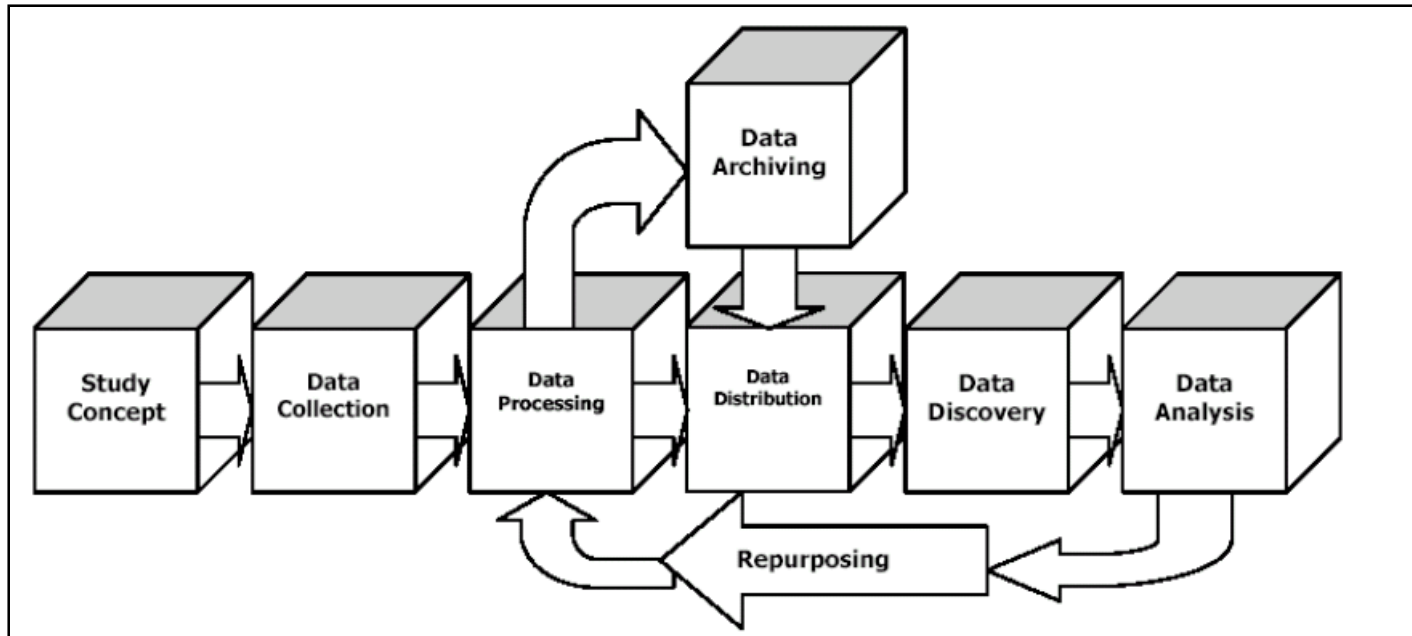 Data
Archiving
Study
Concept
Data
Collection
Data
Processing
Data
Distribution
Data
Discovery
Data
Analysis
Repurposing